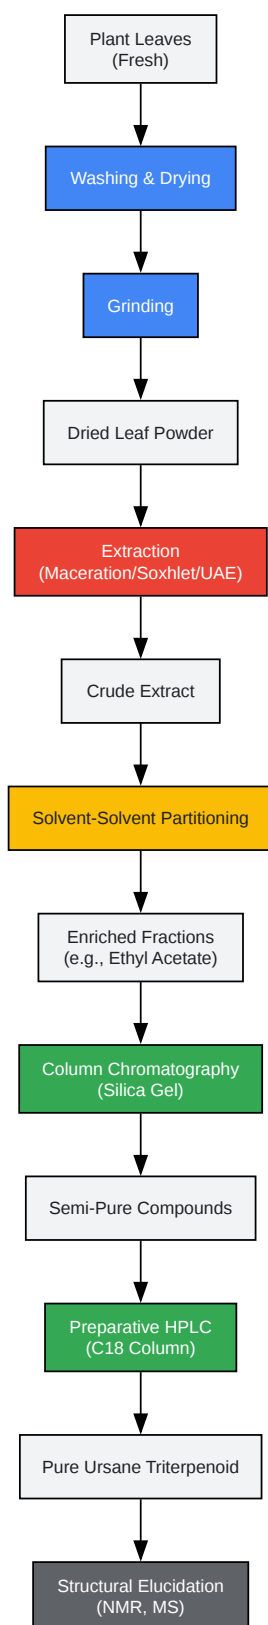 Plant Leaves
(Fresh)
Washing & Drying
Grinding
Dried Leaf Powder
Extraction
(Maceration/Soxhlet/UAE)
Crude Extract
Solvent-Solvent Partitioning
Enriched Fractions
(e.g., Ethyl Acetate)
Column Chromatography
(Silica Gel)
Semi-Pure Compounds
Preparative HPLC
(C18 Column)
Pure Ursane Triterpenoid
Structural Elucidation
(NMR, MS)